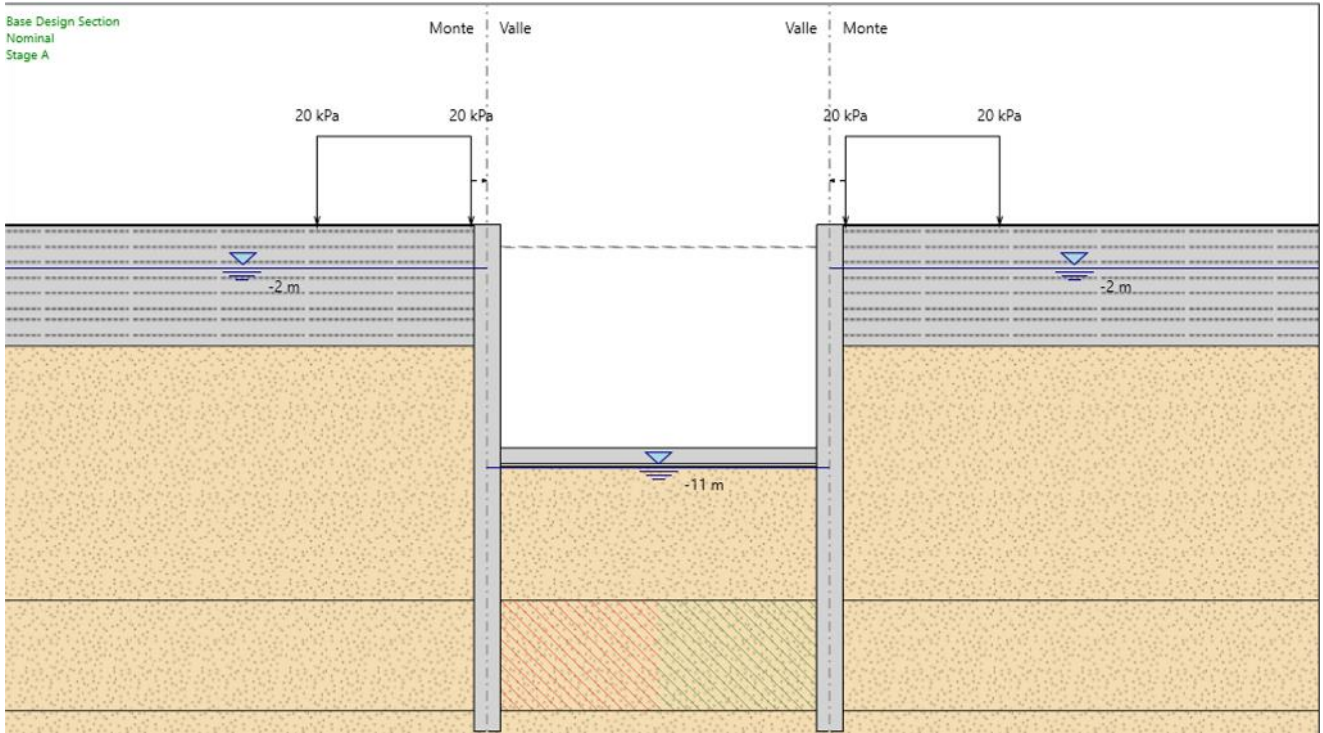 Base Design Section
Nominal
Stage A
Monte Valle Valle Monte
20 kPa 20 kPa 20 kPa 20 kPa
-2 m -2 m
-11 m